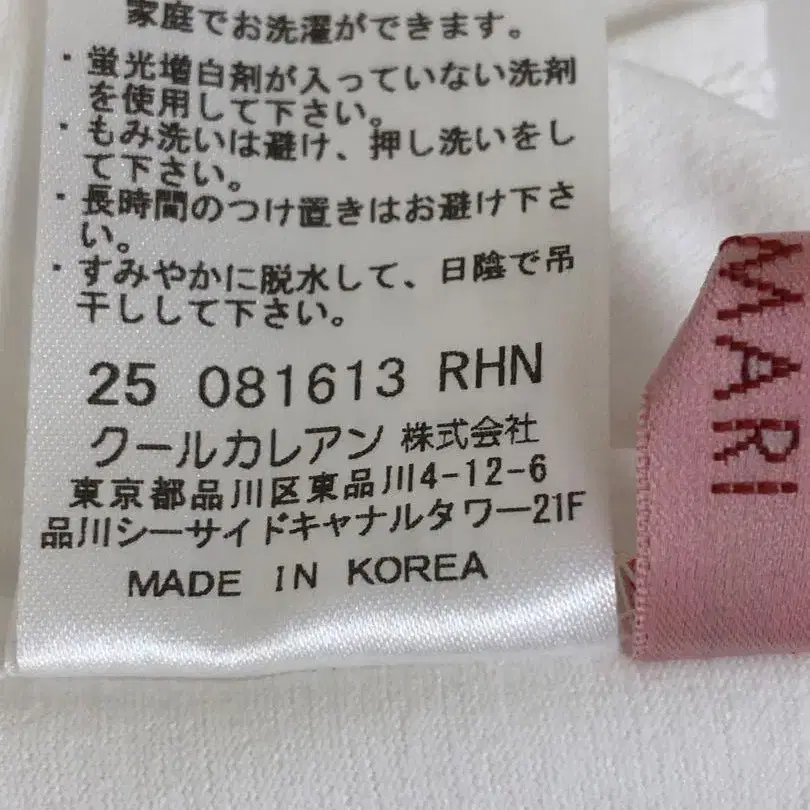 家庭でお洗濯ができます。
・蛍光増白剤が入っていない洗剤
を使用して下さい。
・もみ洗いは避け、押し洗いをし
て下さい。
・長時間のつけ置きはお避け下さ
い。
・すみやかに脱水して、日陰で吊
干しして下さい。
25 081613 RHN
クールカレアン 株式会社
東京都品川区東品川4-12-6
品川シーサイドキャナルタワー21F
MADE IN KOREA
MARI